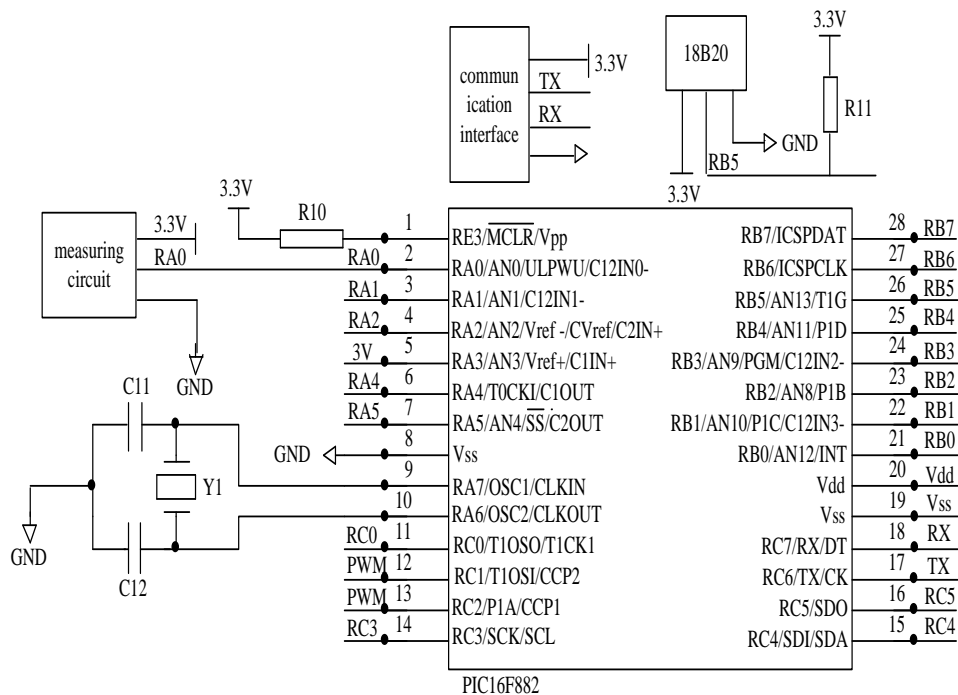 3.3V
commun
ication
interface
3.3V
TX
RX
18B20
3.3V
R11
GND
RB5
3.3V
measuring
circuit
3.3V
RA0
GND
3.3V
R10
C11
Y1
C12
GND
1 RE3/MCLR/Vpp
RA0 2 RA0/AN0/ULPWU/C12IN0-
RA1 3 RA1/AN1/C12IN1-
RA2 4 RA2/AN2/Vref -/CVref/C2IN+
3V 5 RA3/AN3/Vref+/C1IN+
RA4 6 RA4/T0CKI/C1OUT
RA5 7 RA5/AN4/SS/C2OUT
GND 8 Vss
9 RA7/OSC1/CLKIN
10 RA6/OSC2/CLKOUT
RC0 11 RC0/T1OSO/T1CK1
PWM 12 RC1/T1OSI/CCP2
PWM 13 RC2/P1A/CCP1
RC3 14 RC3/SCK/SCL
RB7/ICSPDAT 28 RB7
RB6/ICSPCLK 27 RB6
RB5/AN13/T1G 26 RB5
RB4/AN11/P1D 25 RB4
RB3/AN9/PGM/C12IN2- 24 RB3
RB2/AN8/P1B 23 RB2
RB1/AN10/P1C/C12IN3- 22 RB1
RB0/AN12/INT 21 RB0
Vdd 20 Vdd
Vss 19 Vss
RC7/RX/DT 18 RX
RC6/TX/CK 17 TX
RC5/SDO 16 RC5
RC4/SDI/SDA 15 RC4
PIC16F882